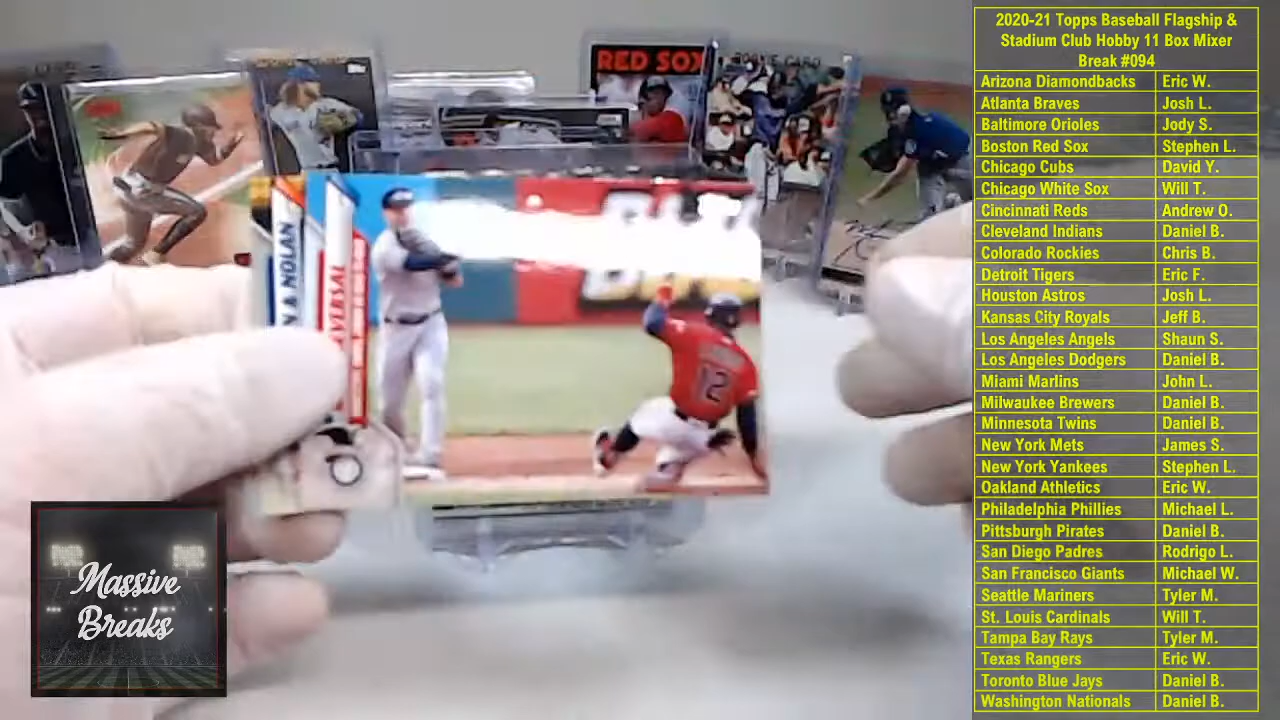 2020-21 Topps Baseball Flagship &
Stadium Club Hobby 11 Box Mixer
Break #094
Arizona Diamondbacks Eric W.
Atlanta Braves Josh L.
Baltimore Orioles Jody S.
Boston Red Sox Stephen L.
Chicago Cubs David Y.
Chicago White Sox Will T.
Cincinnati Reds Andrew O.
Cleveland Indians Daniel B.
Colorado Rockies Chris B.
Detroit Tigers Eric F.
Houston Astros Josh L.
Kansas City Royals Jeff B.
Los Angeles Angels Shaun S.
Los Angeles Dodgers Daniel B.
Miami Marlins John L.
Milwaukee Brewers Daniel B.
Minnesota Twins Daniel B.
New York Mets James S.
New York Yankees Stephen L.
Oakland Athletics Eric W.
Philadelphia Phillies Michael L.
Pittsburgh Pirates Daniel B.
San Diego Padres Rodrigo L.
San Francisco Giants Michael W.
Seattle Mariners Tyler M.
St. Louis Cardinals Will T.
Tampa Bay Rays Tyler M.
Texas Rangers Eric W.
Toronto Blue Jays Daniel B.
Washington Nationals Daniel B.
RED SOX
CARD
& NOLAN
12
Massive
Breaks